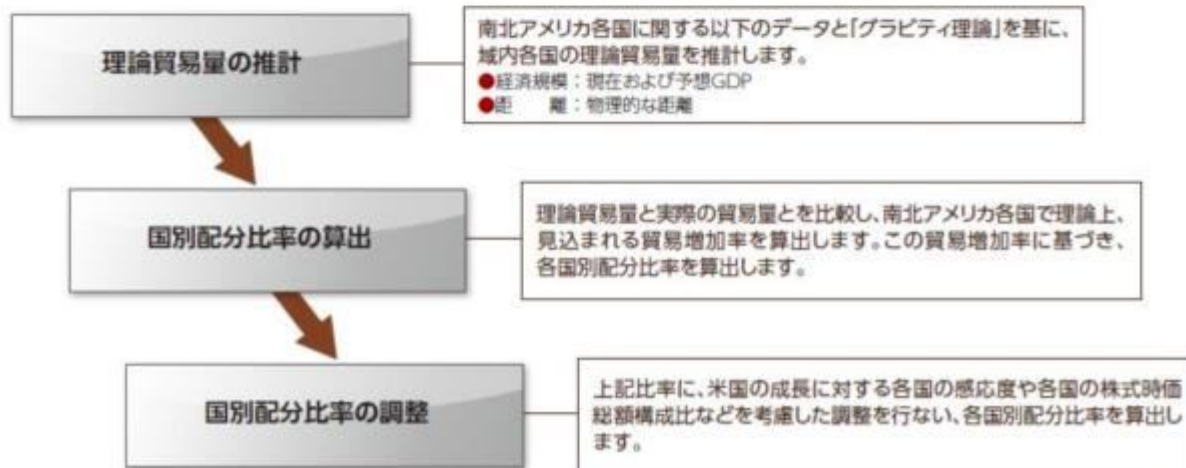 理論貿易量の推計
南北アメリカ各国に関する以下のデータと「グラビティ理論」を基に、
域内各国の理論貿易量を推計します。
●経済規模：現在および予想GDP
●距　　離：物理的な距離
国別配分比率の算出
理論貿易量と実際の貿易量とを比較し、南北アメリカ各国で理論上、
見込まれる貿易増加率を算出します。この貿易増加率に基づき、
各国別配分比率を算出します。
国別配分比率の調整
上記比率に、米国の成長に対する各国の感応度や各国の株式時価
総額構成比などを考慮した調整を行ない、各国別配分比率を算出し
ます。